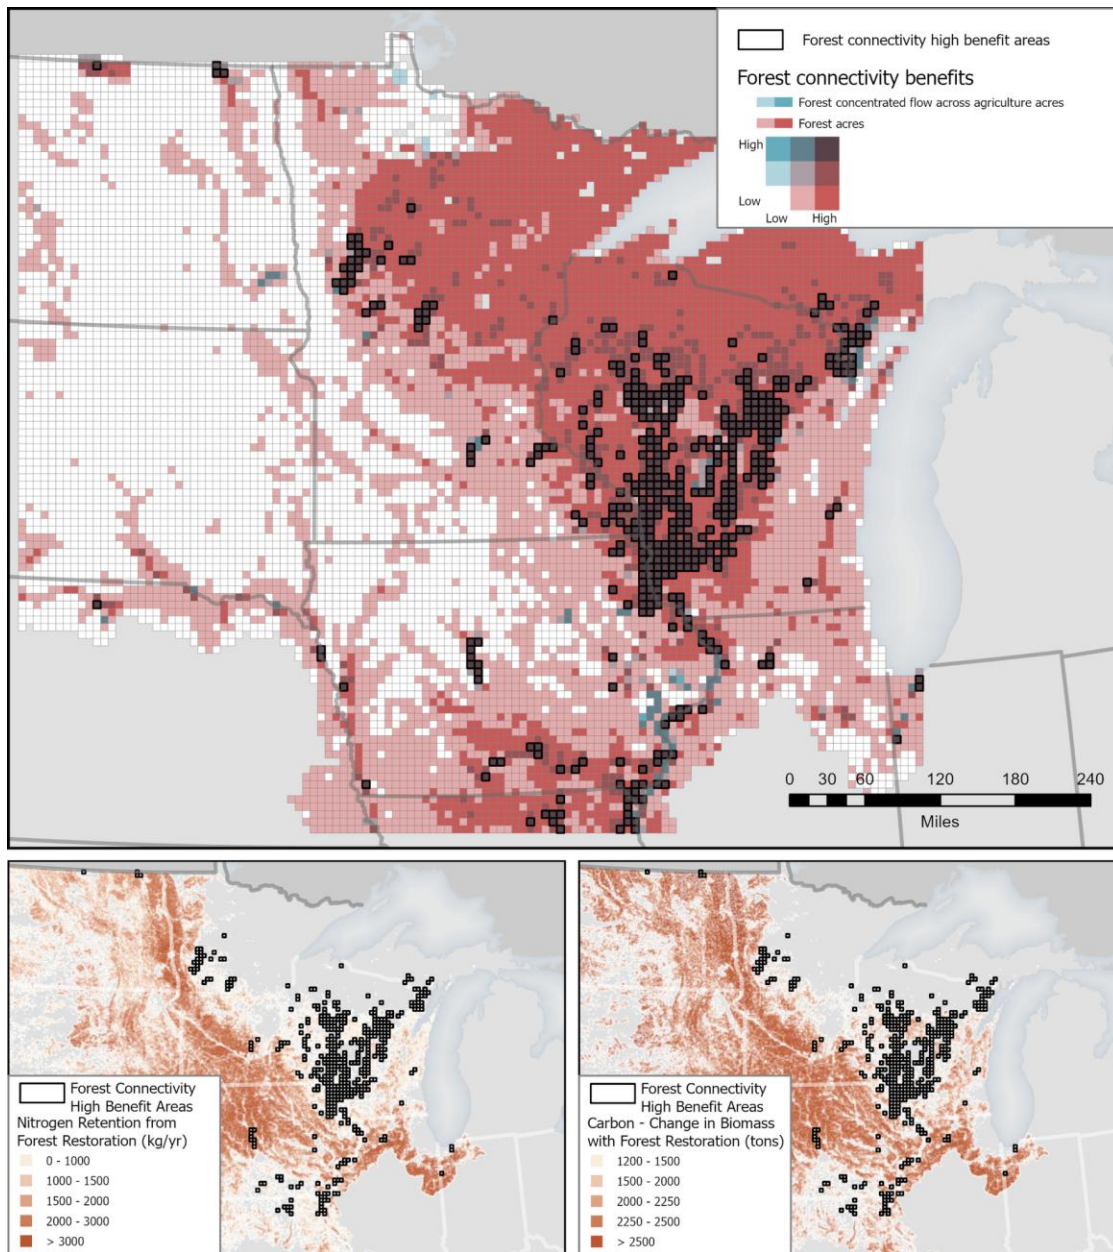 Forest connectivity high benefit areas
Forest connectivity benefits
Forest concentrated flow across agriculture acres
Forest acres
High
Low
Low High
0 30 60 120 180 240
Miles
Forest Connectivity
High Benefit Areas
Nitrogen Retention from
Forest Restoration (kg/yr)
0 - 1000
1000 - 1500
1500 - 2000
2000 - 3000
> 3000
Forest Connectivity
High Benefit Areas
Carbon - Change in Biomass
with Forest Restoration (tons)
1200 - 1500
1500 - 2000
2000 - 2250
2250 - 2500
> 2500